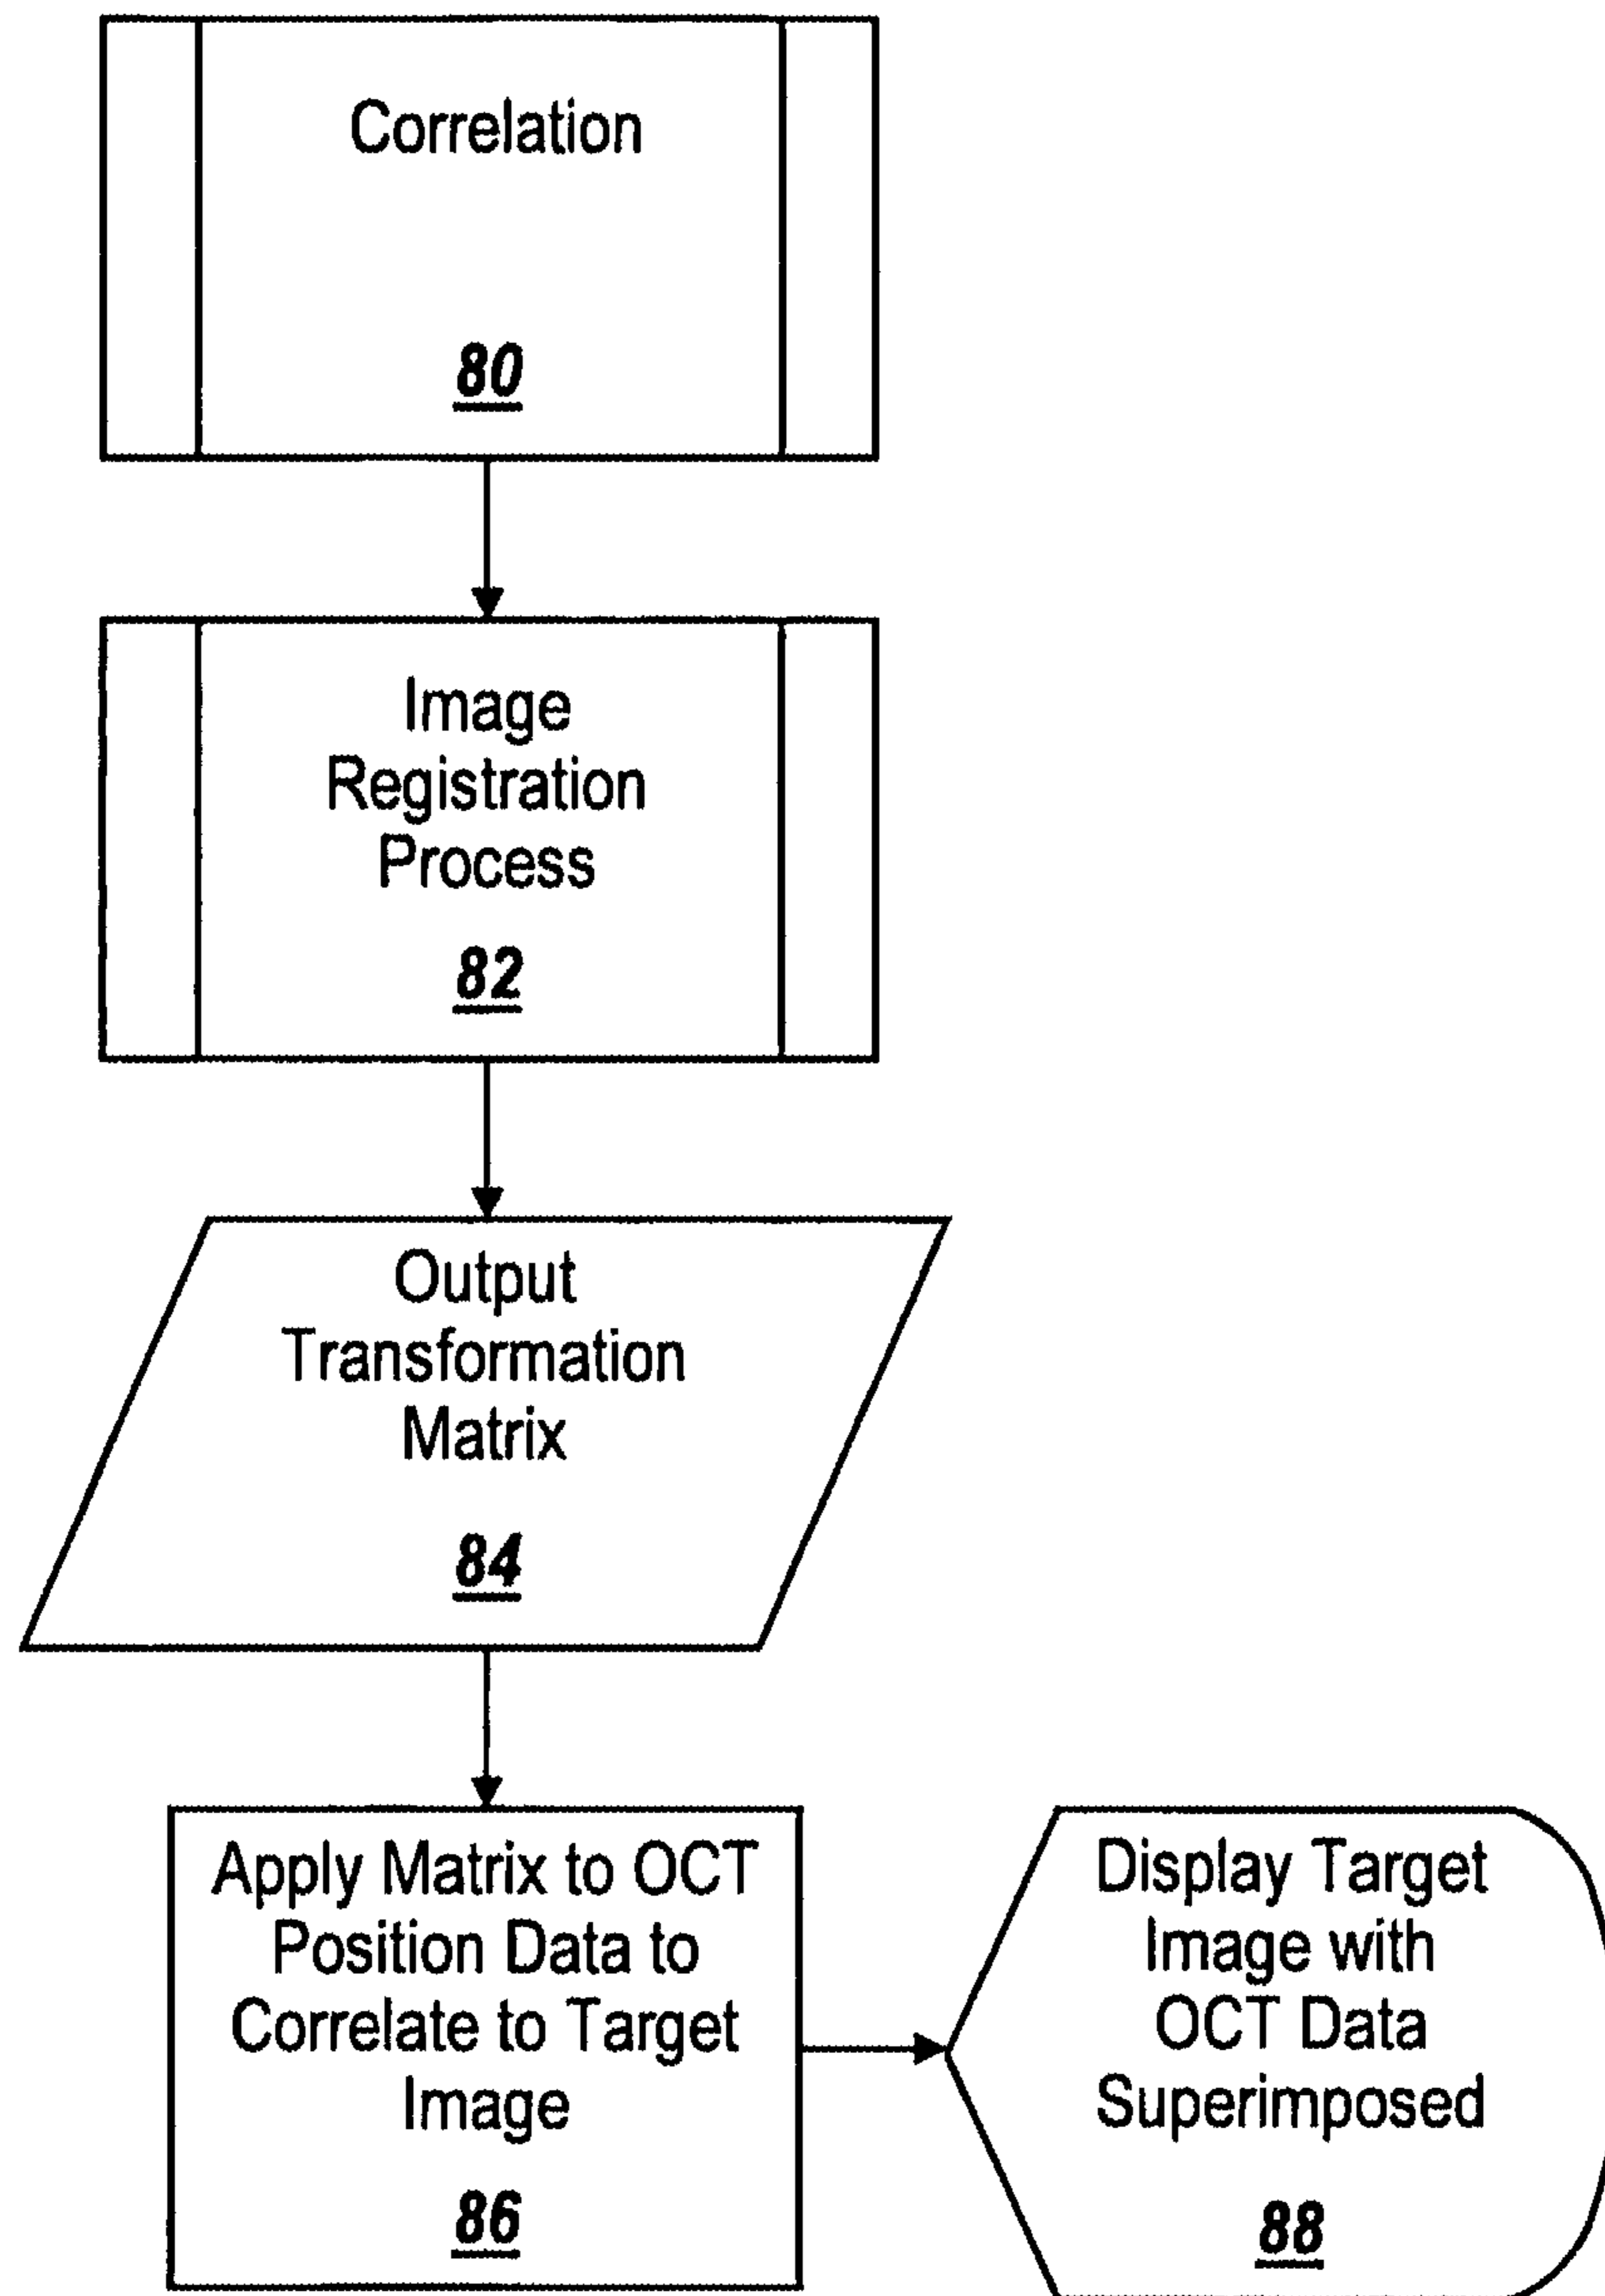 Correlation
80
Image
Registration
Process
82
Output
Transformation
Matrix
84
Apply Matrix to OCT
Position Data to
Correlate to Target
Image
86
Display Target
Image with
OCT Data
Superimposed
88